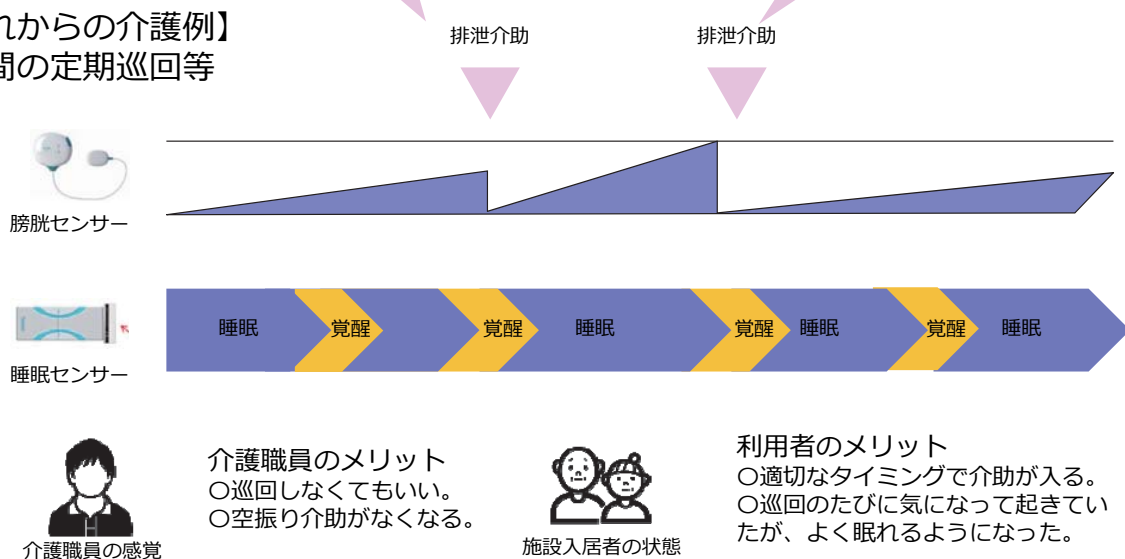 れからの介護例】
間の定期巡回等
排泄介助
排泄介助
膀胱センサー
睡眠
覚醒
覚醒
睡眠
覚醒
睡眠
覚醒
睡眠
睡眠センサー
介護職員のメリット
〇巡回しなくてもいい。
〇空振り介助がなくなる。
介護職員の感覚
施設入居者の状態
利用者のメリット
〇適切なタイミングで介助が入る。
〇巡回のたびに気になって起きてい
たが、よく眠れるようになった。